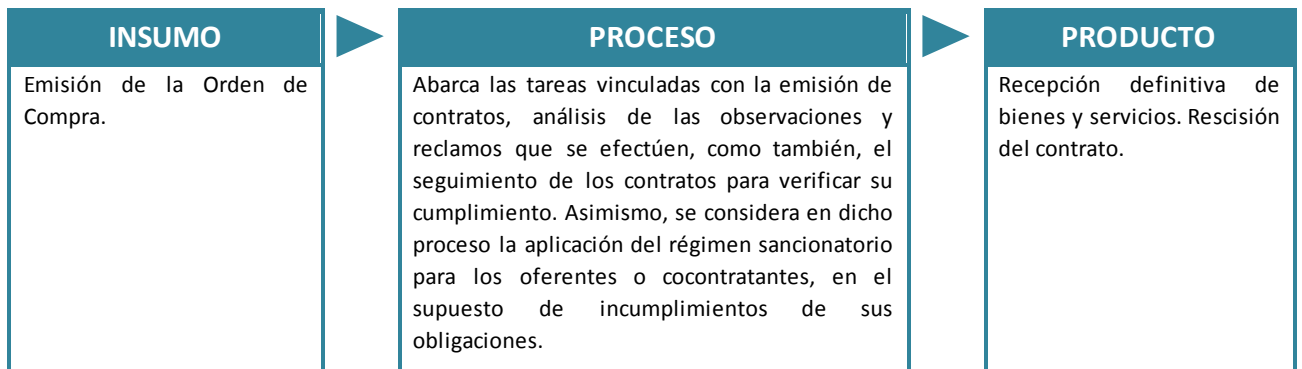 INSUMO
Emisión de la Orden de
Compra.
PROCESO
Abarca las tareas vinculadas con la emisión de
contratos, análisis de las observaciones y
reclamos que se efectúen, como también, el
seguimiento de los contratos para verificar su
cumplimiento. Asimismo, se considera en dicho
proceso la aplicación del régimen sancionatorio
para los oferentes o cocontratantes, en el
supuesto de incumplimientos de sus
obligaciones.
PRODUCTO
Recepción definitiva de
bienes y servicios. Rescisión
del contrato.